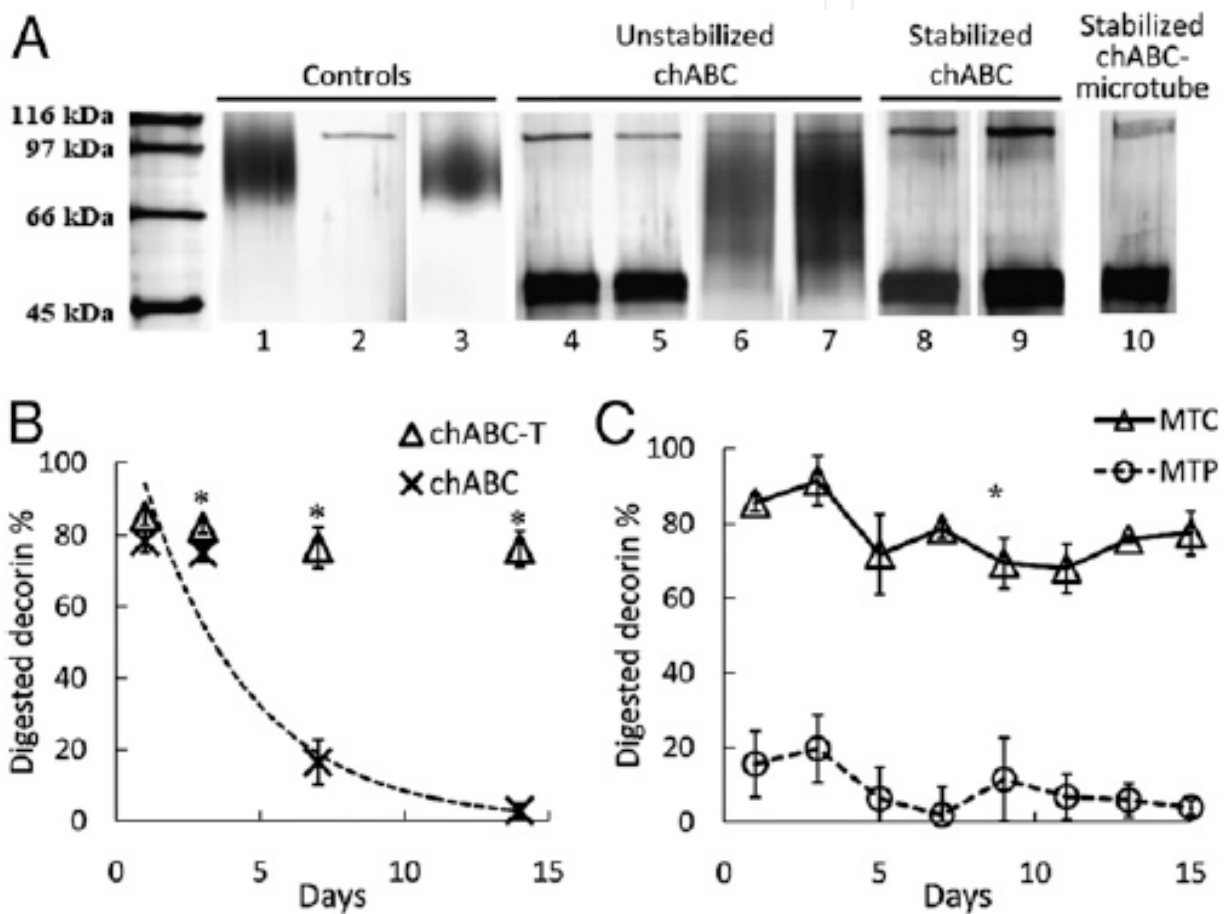 A
Controls
Unstabilized
chABC
Stabilized
chABC
Stabilized
chABC-
microtube
116 kDa
97 kDa
66 kDa
45 kDa
1 2 3 4 5 6 7 8 9 10
B
chABC-T
chABC
Digested decorin %
100
80
60
40
20
0
* * *
0 5 10 15
Days
C
MTC
MTP
Digested decorin %
100
80
60
40
20
0
*
0 5 10 15
Days